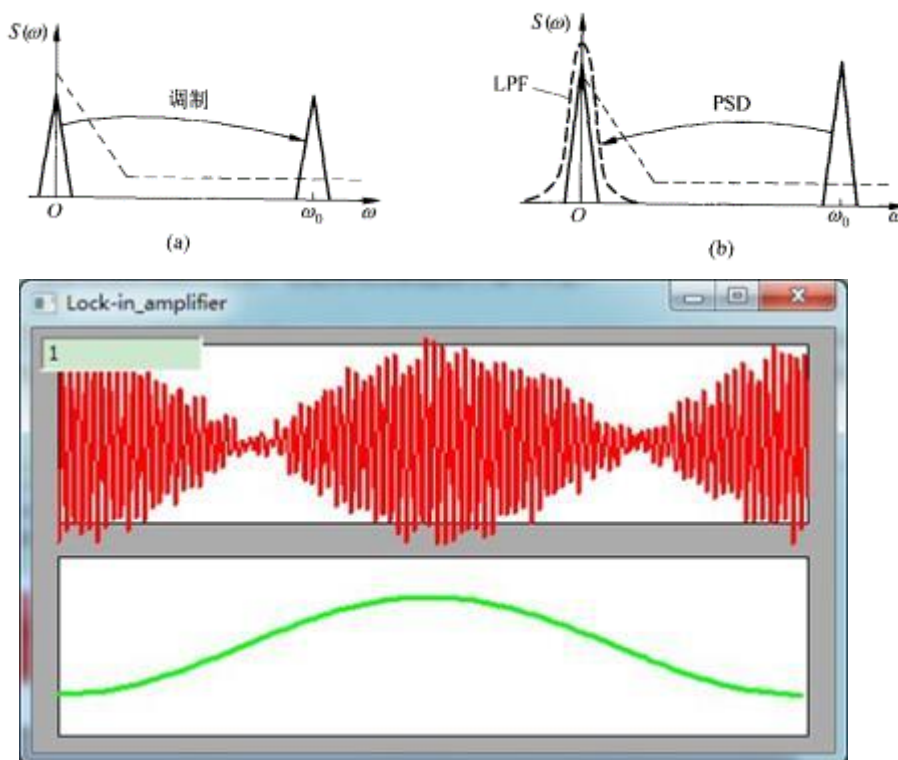 S(ω)
调制
O
ω₀
ω
(a)
S(ω)
LPF
PSD
O
ω₀
ω
(b)
Lock-in_amplifier
1